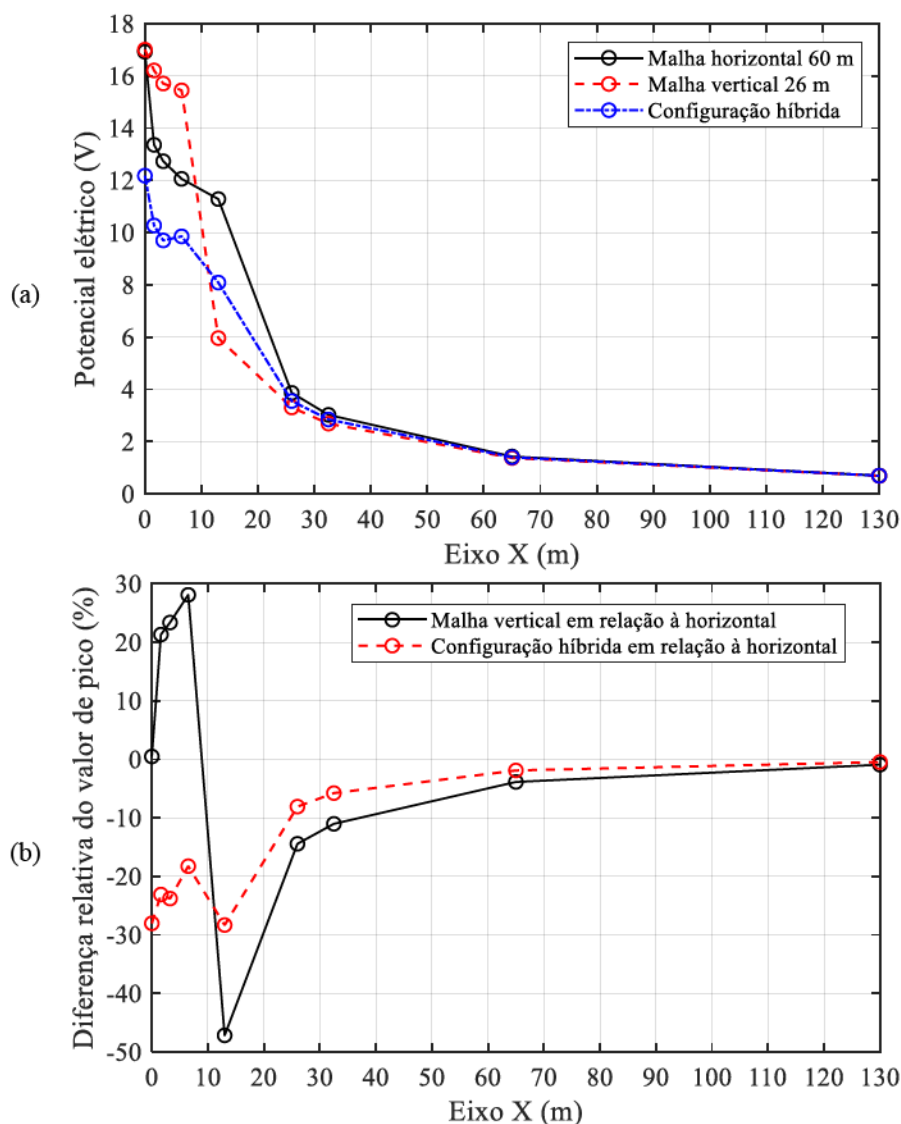 18
16
14
12
10
8
6
4
2
0
Potencial elétrico (V)
(a)
Malha horizontal 60 m
Malha vertical 26 m
Configuração híbrida
0 10 20 30 40 50 60 70 80 90 100 110 120 130
Eixo X (m)
30
20
10
0
-10
-20
-30
-40
-50
Diferença relativa do valor de pico (%)
(b)
Malha vertical em relação à horizontal
Configuração híbrida em relação à horizontal
0 10 20 30 40 50 60 70 80 90 100 110 120 130
Eixo X (m)